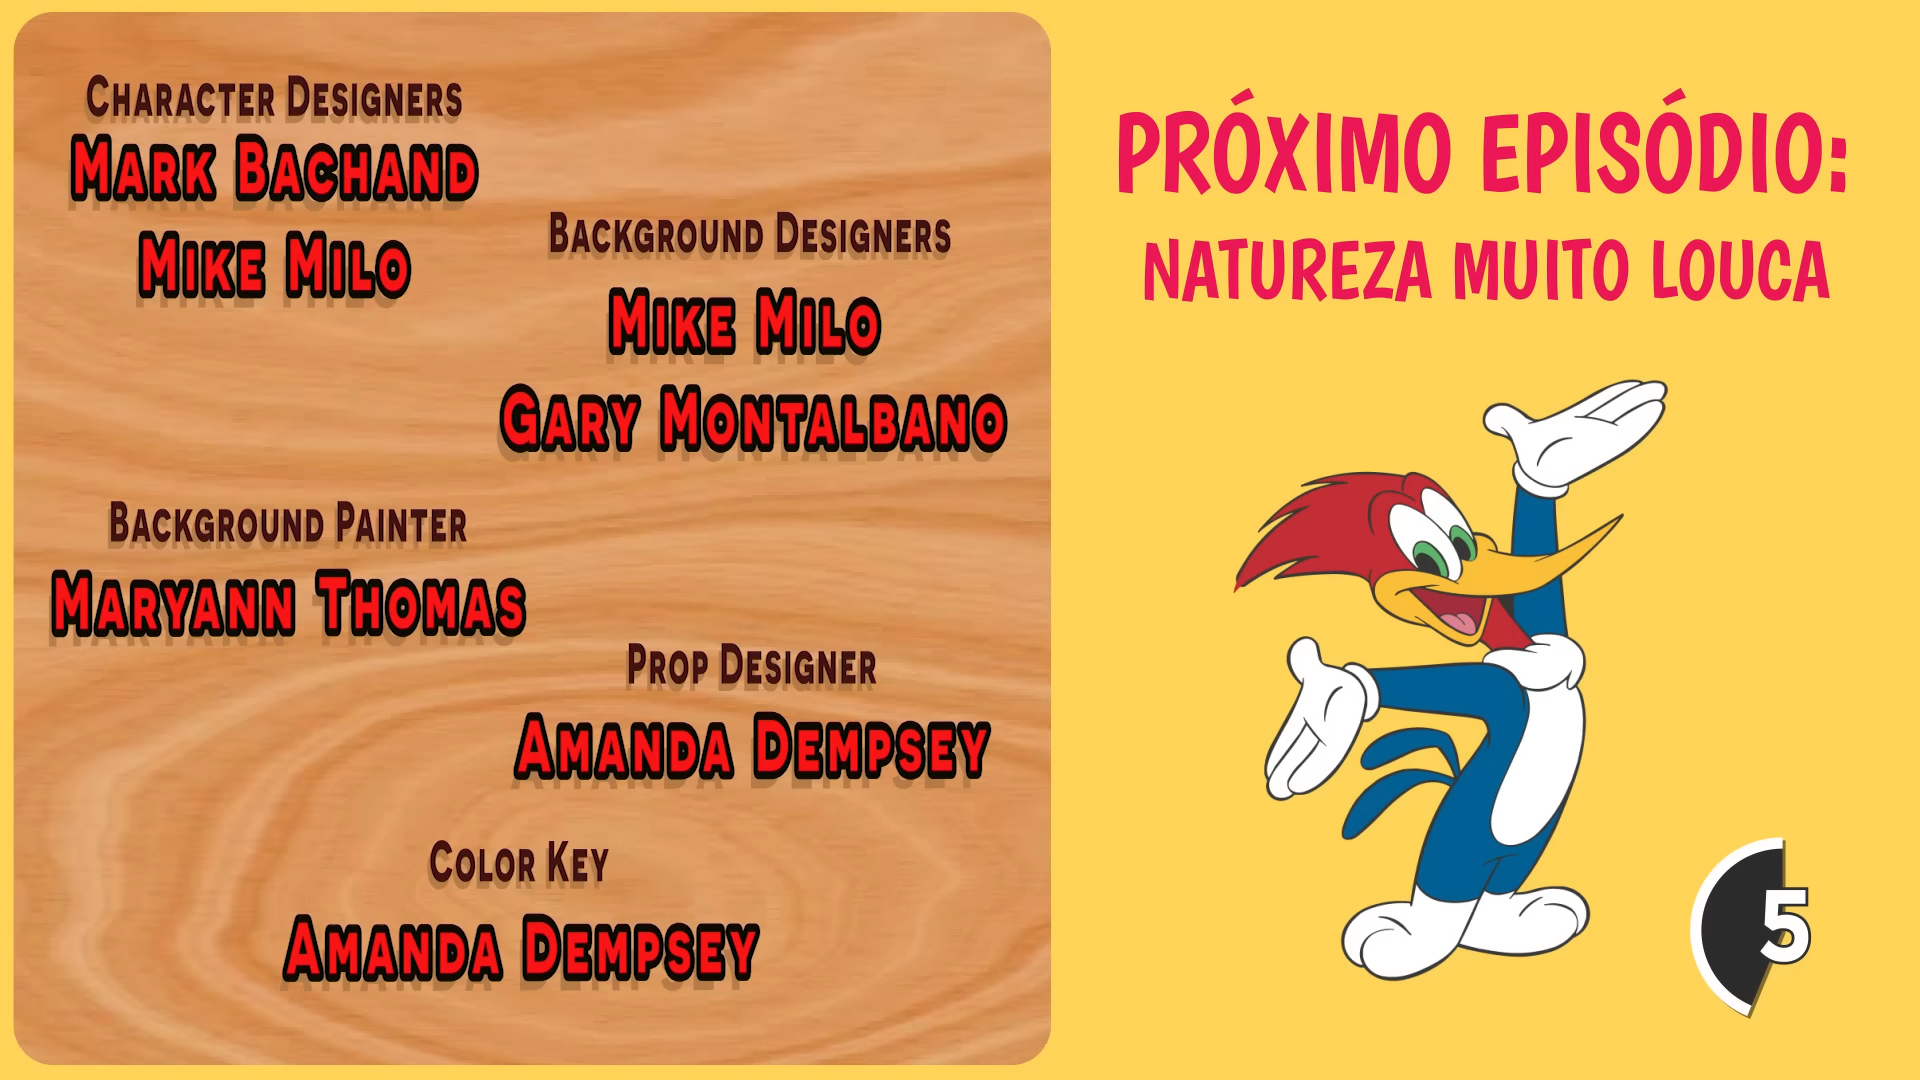 Character Designers
Mark Bachand
Mike Milo
Background Designers
Mike Milo
Gary Montalbano
Background Painter
Maryann Thomas
Prop Designer
Amanda Dempsey
Color Key
Amanda Dempsey
PRÓXIMO EPISÓDIO:
NATUREZA MUITO LOUCA
5